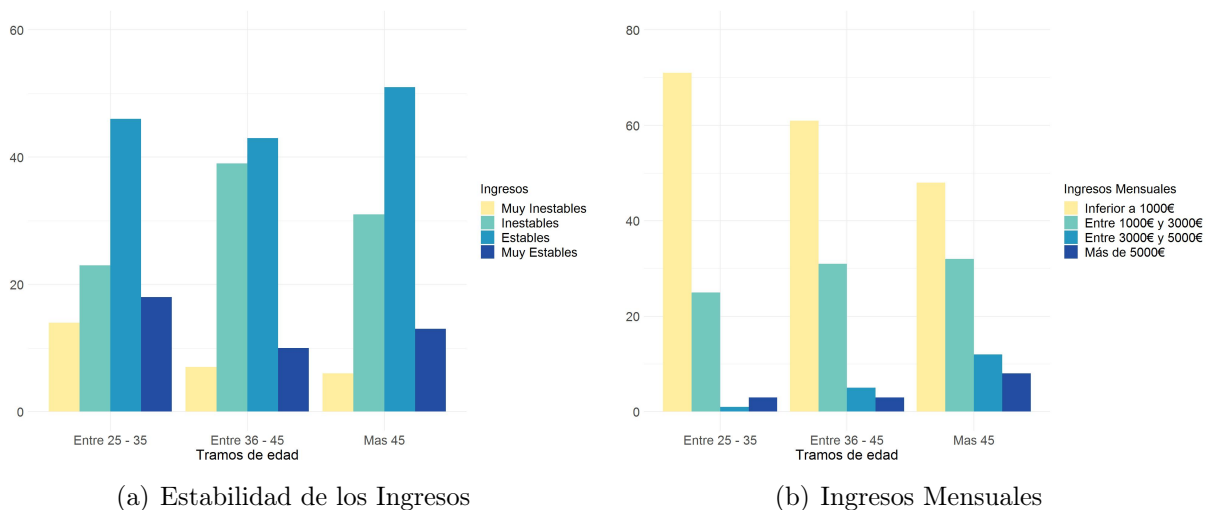 60
40
20
0
Entre 25 - 35
Entre 36 - 45
Mas 45
Tramos de edad
Ingresos
Muy Inestables
Inestables
Estables
Muy Estables
(a) Estabilidad de los Ingresos
80
60
40
20
0
Entre 25 - 35
Entre 36 - 45
Mas 45
Tramos de edad
Ingresos Mensuales
Inferior a 1000€
Entre 1000€ y 3000€
Entre 3000€ y 5000€
Más de 5000€
(b) Ingresos Mensuales